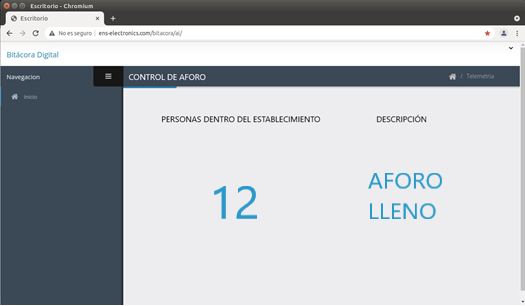 Escritorio - Chromium
Escritorio
No es seguro | ens-electronics.com/bitacora/ai/
Bitácora Digital
Navegacion
CONTROL DE AFORO
/ Telemetria
Inicio
PERSONAS DENTRO DEL ESTABLECIMIENTO
DESCRIPCIÓN
12
AFORO
LLENO